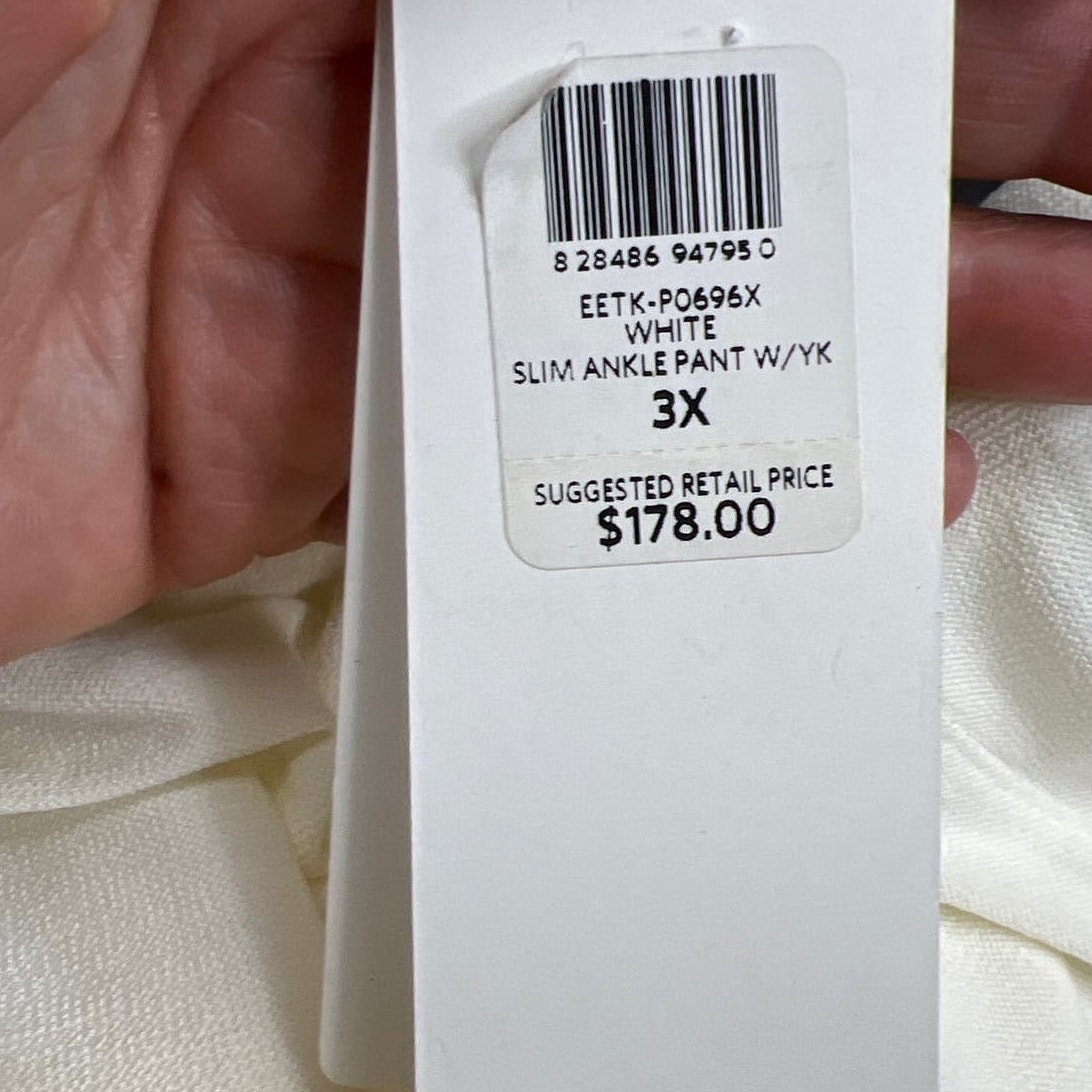 8 28486 94795 0
EETK-P0696X
WHITE
SLIM ANKLE PANT W/YK
3X
SUGGESTED RETAIL PRICE
$178.00